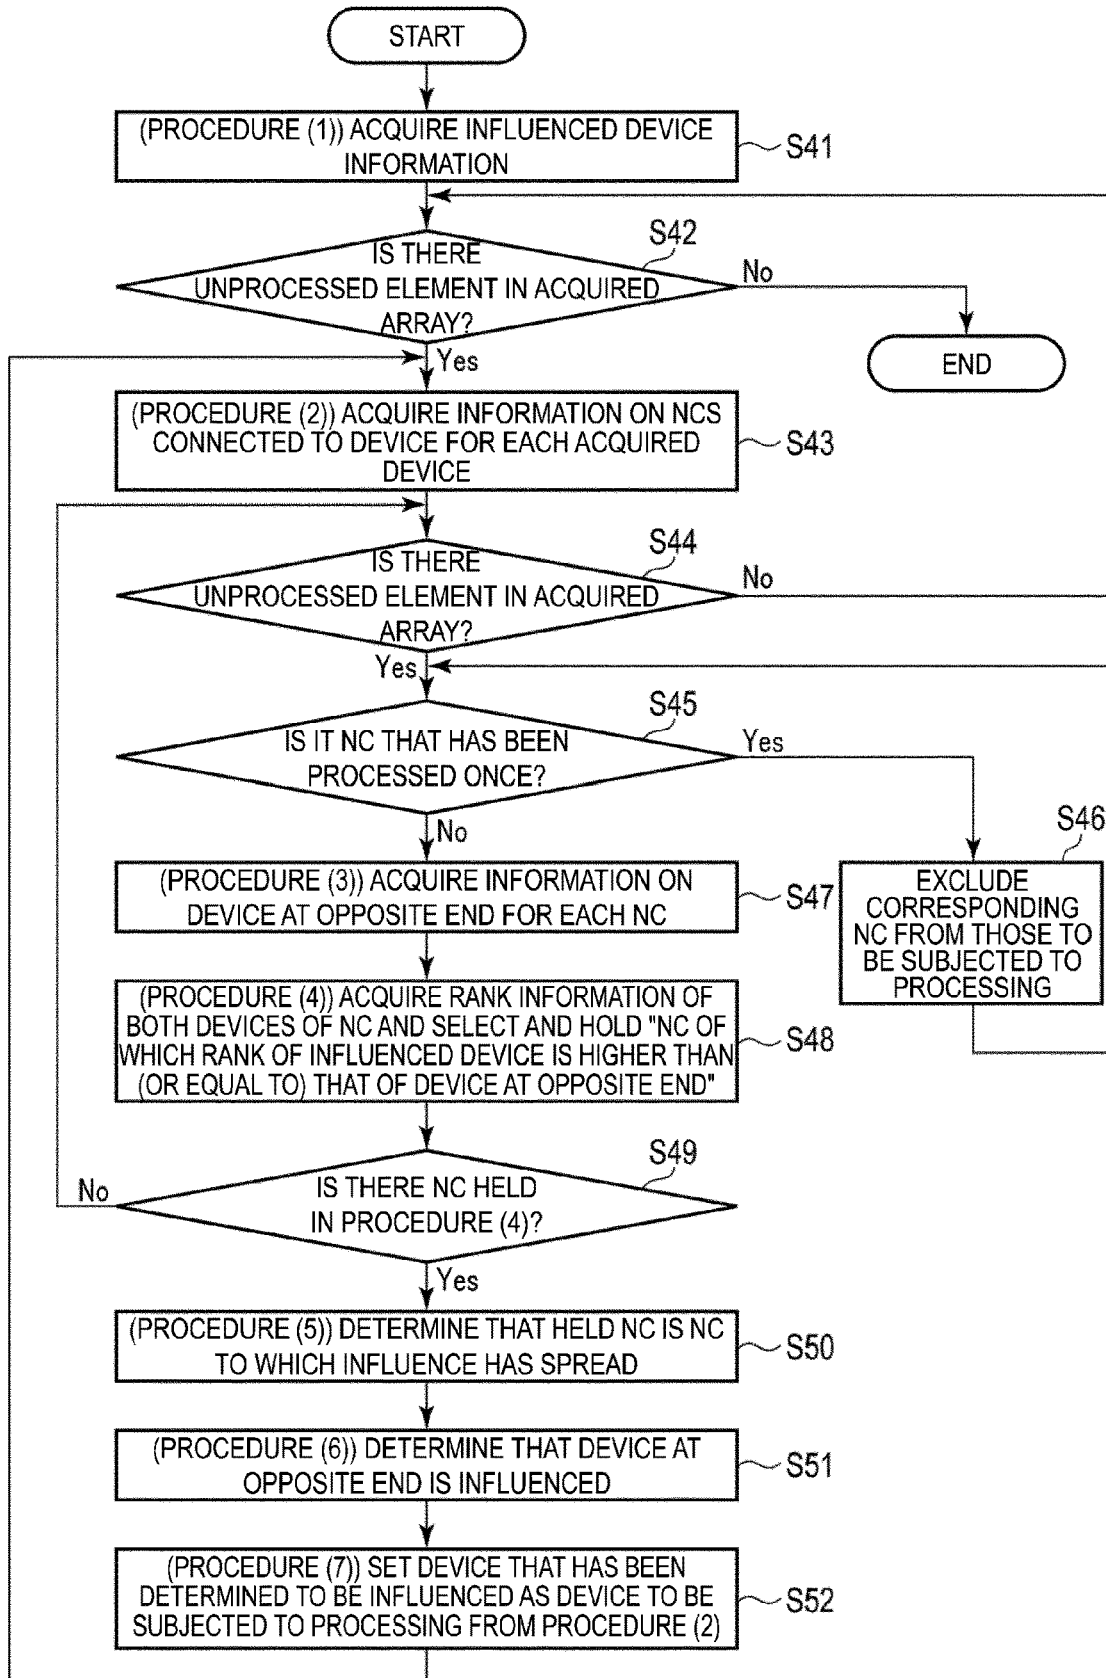 START
(PROCEDURE (1)) ACQUIRE INFLUENCED DEVICE
INFORMATION
S41
S42
IS THERE
UNPROCESSED ELEMENT IN ACQUIRED
ARRAY?
No
END
Yes
(PROCEDURE (2)) ACQUIRE INFORMATION ON NCS
CONNECTED TO DEVICE FOR EACH ACQUIRED
DEVICE
S43
S44
IS THERE
UNPROCESSED ELEMENT IN ACQUIRED
ARRAY?
No
Yes
S45
IS IT NC THAT HAS BEEN
PROCESSED ONCE?
Yes
No
S46
EXCLUDE
CORRESPONDING
NC FROM THOSE TO
BE SUBJECTED TO
PROCESSING
(PROCEDURE (3)) ACQUIRE INFORMATION ON
DEVICE AT OPPOSITE END FOR EACH NC
S47
(PROCEDURE (4)) ACQUIRE RANK INFORMATION OF
BOTH DEVICES OF NC AND SELECT AND HOLD "NC OF
WHICH RANK OF INFLUENCED DEVICE IS HIGHER THAN
(OR EQUAL TO) THAT OF DEVICE AT OPPOSITE END"
S48
S49
IS THERE NC HELD
IN PROCEDURE (4)?
No
Yes
(PROCEDURE (5)) DETERMINE THAT HELD NC IS NC
TO WHICH INFLUENCE HAS SPREAD
S50
(PROCEDURE (6)) DETERMINE THAT DEVICE AT
OPPOSITE END IS INFLUENCED
S51
(PROCEDURE (7)) SET DEVICE THAT HAS BEEN
DETERMINED TO BE INFLUENCED AS DEVICE TO BE
SUBJECTED TO PROCESSING FROM PROCEDURE (2)
S52